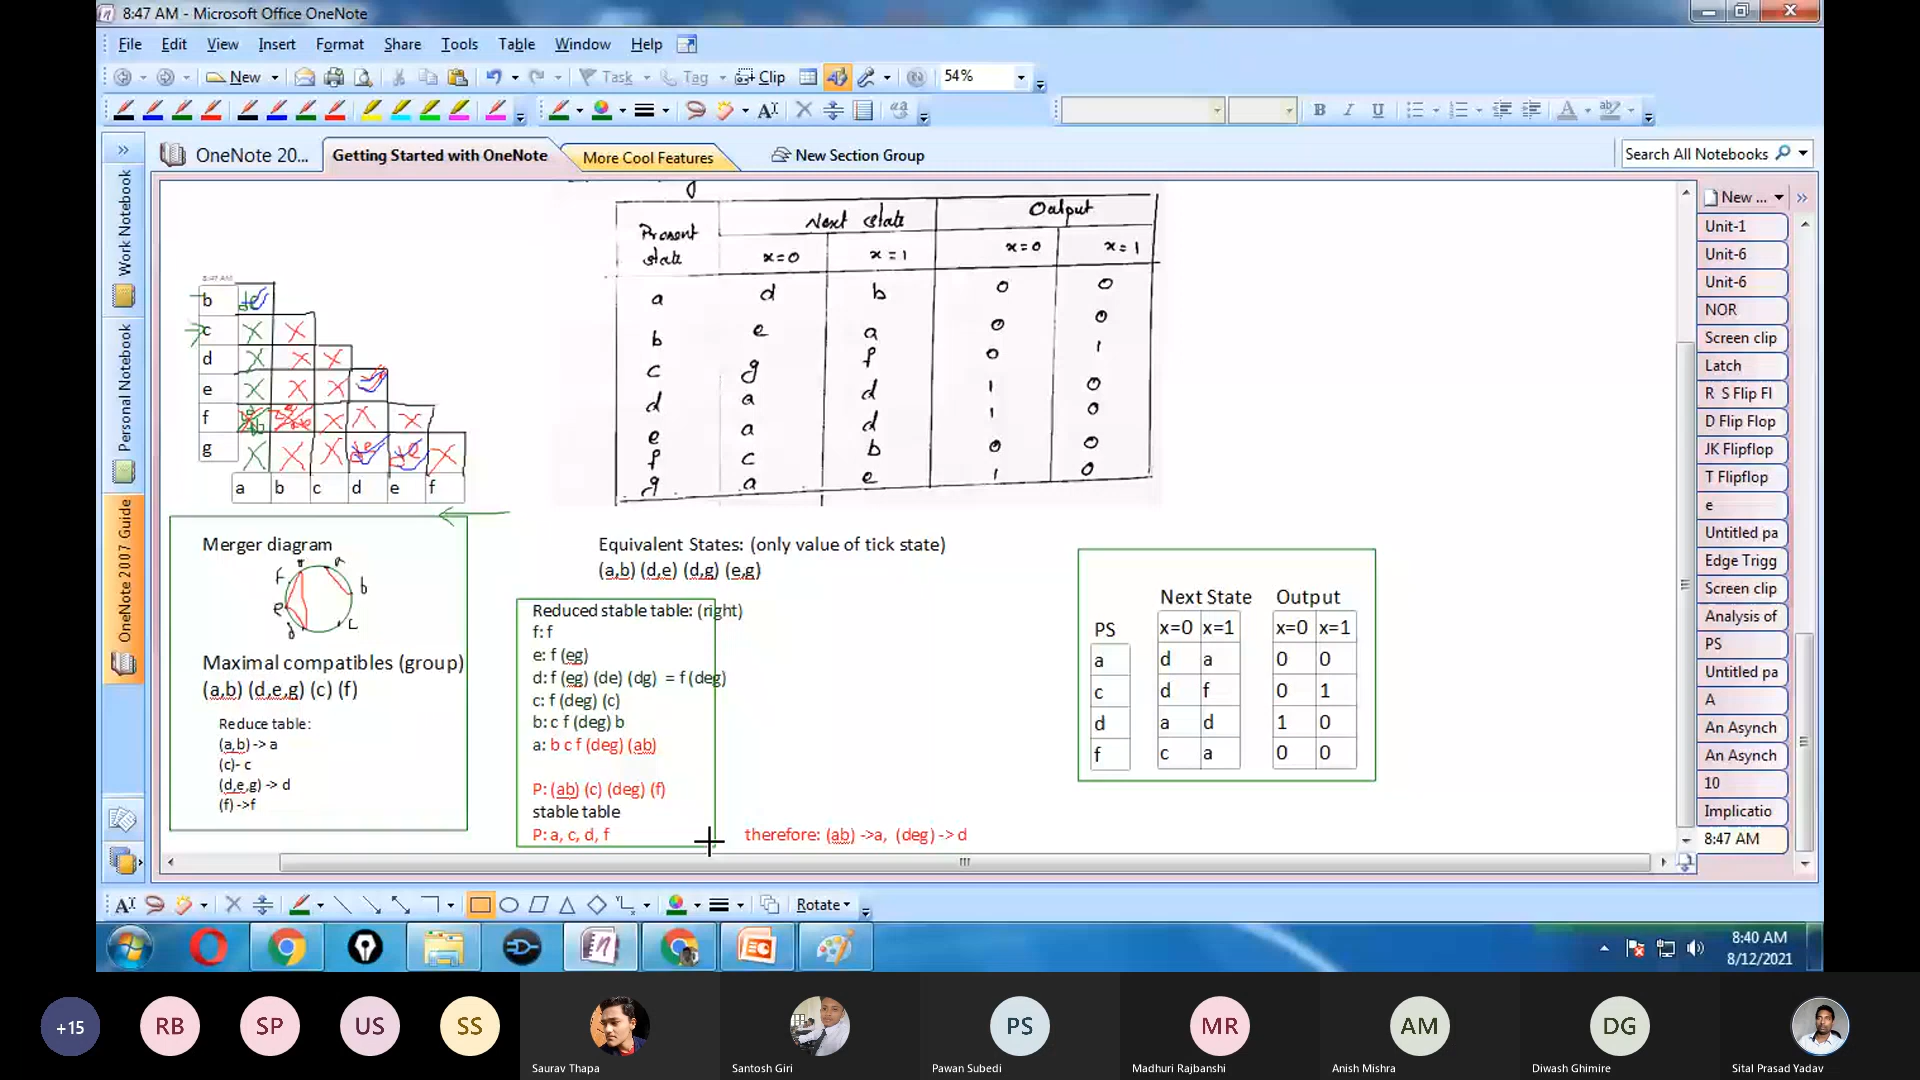 8:47 AM - Microsoft Office OneNote
File Edit View Insert Format Share Tools Table Window Help
New Task Tag Clip 54%
B I U A
OneNote 20... Getting Started with OneNote More Cool Features New Section Group Search All Notebooks
Work Notebook
Personal Notebook
OneNote 2007 Guide
New ...
Unit-1
Unit-6
Unit-6
NOR
Screen clip
Latch
R S Flip Fl
D Flip Flop
JK Flipflop
T Flipflop
e
Untitled pa
Edge Trigg
Screen clip
Analysis of
PS
Untitled pa
A
An Asynch
An Asynch
10
Implicatio
8:47 AM
Present state Next state Output
x=0 x=1 x=0 x=1
a d b 0 0
b e a 0 0
c g f 0 1
d a d 1 0
e a d 1 0
f c b 0 0
g a e 1 0
8:47 AM
b
c X X
d X X X
e X X X
f X X X
g X X X X
a b c d e f
Merger diagram
a
f b
e c
d
Maximal compatibles (group)
(a,b) (d,e,g) (c) (f)
Reduce table:
(a,b) -> a
(c)- c
(d,e,g) -> d
(f) ->f
Equivalent States: (only value of tick state)
(a,b) (d,e) (d,g) (e,g)
Reduced stable table: (right)
f: f
e: f (eg)
d: f (eg) (de) (dg) = f (deg)
c: f (deg) (c)
b: c f (deg) b
a: b c f (deg) (ab)
P: (ab) (c) (deg) (f)
stable table
P: a, c, d, f
therefore: (ab) ->a, (deg) -> d
Next State Output
PS x=0 x=1 x=0 x=1
a d a 0 0
c d f 0 1
d a d 1 0
f c a 0 0
Rotate
8:40 AM
8/12/2021
+15 RB SP US SS PS MR AM DG
Saurav Thapa Santosh Giri Pawan Subedi Madhuri Rajbanshi Anish Mishra Diwash Ghimire Sital Prasad Yadav